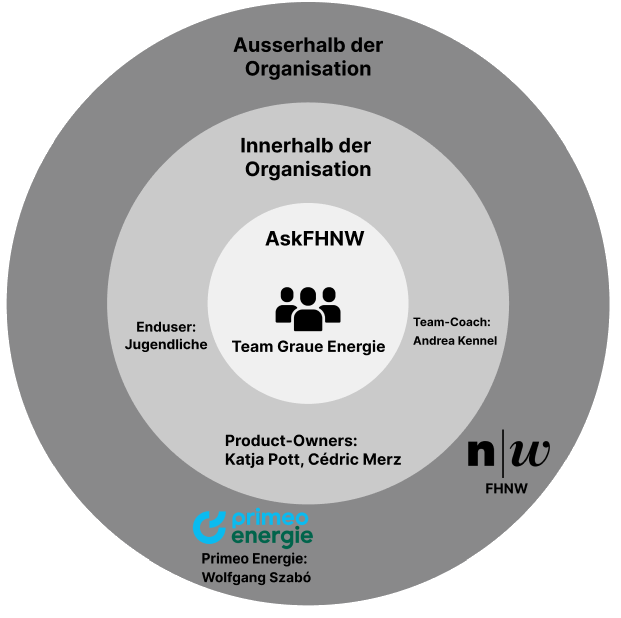 Ausserhalb der
Organisation
Innerhalb der
Organisation
AskFHNW
Team Graue Energie
Enduser:
Jugendliche
Team-Coach:
Andrea Kennel
Product-Owners:
Katja Pott, Cédric Merz
n|w
FHNW
primeo
energie
Primeo Energie:
Wolfgang Szabó